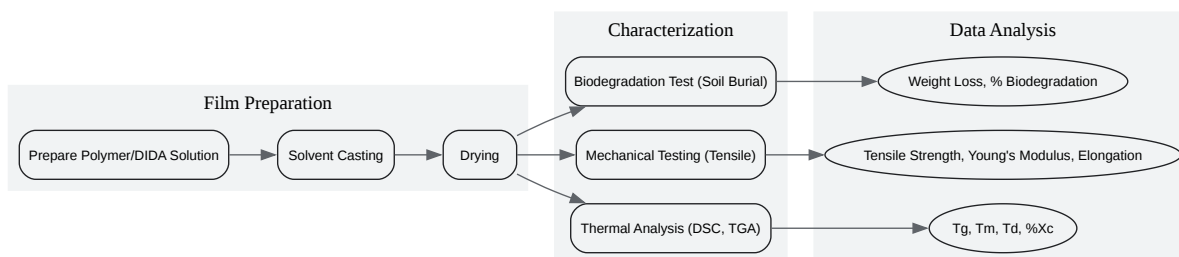 Film Preparation
Prepare Polymer/DIDA Solution
Solvent Casting
Drying
Characterization
Biodegradation Test (Soil Burial)
Mechanical Testing (Tensile)
Thermal Analysis (DSC, TGA)
Data Analysis
Weight Loss, % Biodegradation
Tensile Strength, Young's Modulus, Elongation
Tg, Tm, Td, %Xc